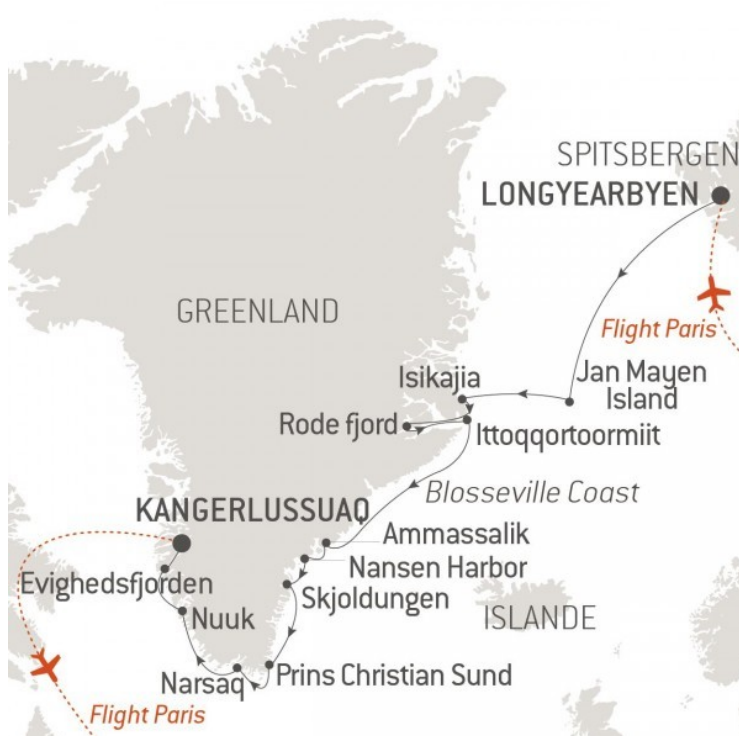 SPITSBERGEN
LONGYEARBYEN
GREENLAND
Flight Paris
Isikajia
Jan Mayen
Island
Rode fjord
Ittoqqortoormiit
Blosseville Coast
KANGERLUSSUAQ
Ammassalik
Nansen Harbor
Evighedsfjorden
Skjoldungen
Nuuk
ISLANDE
Narsaq
Prins Christian Sund
Flight Paris